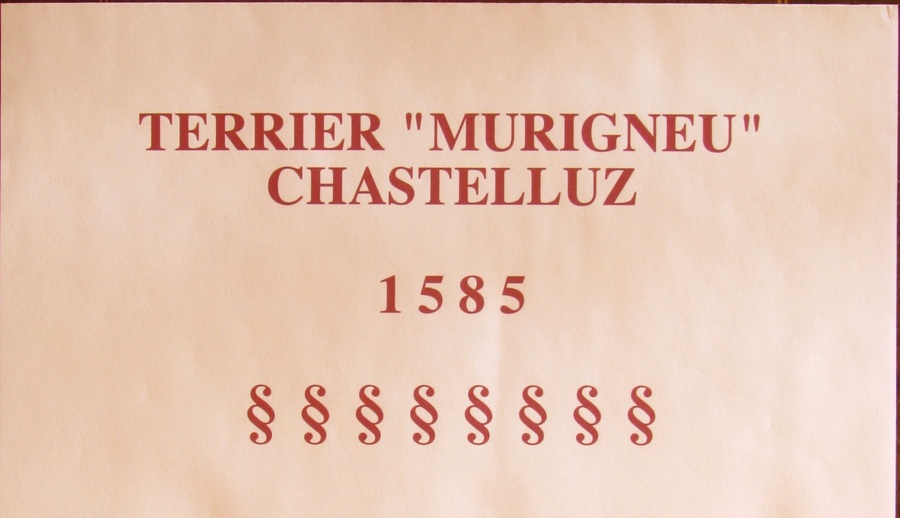 TERRIER "MURIGNEU"
CHASTELLUZ
1585
§ § § § § § § §